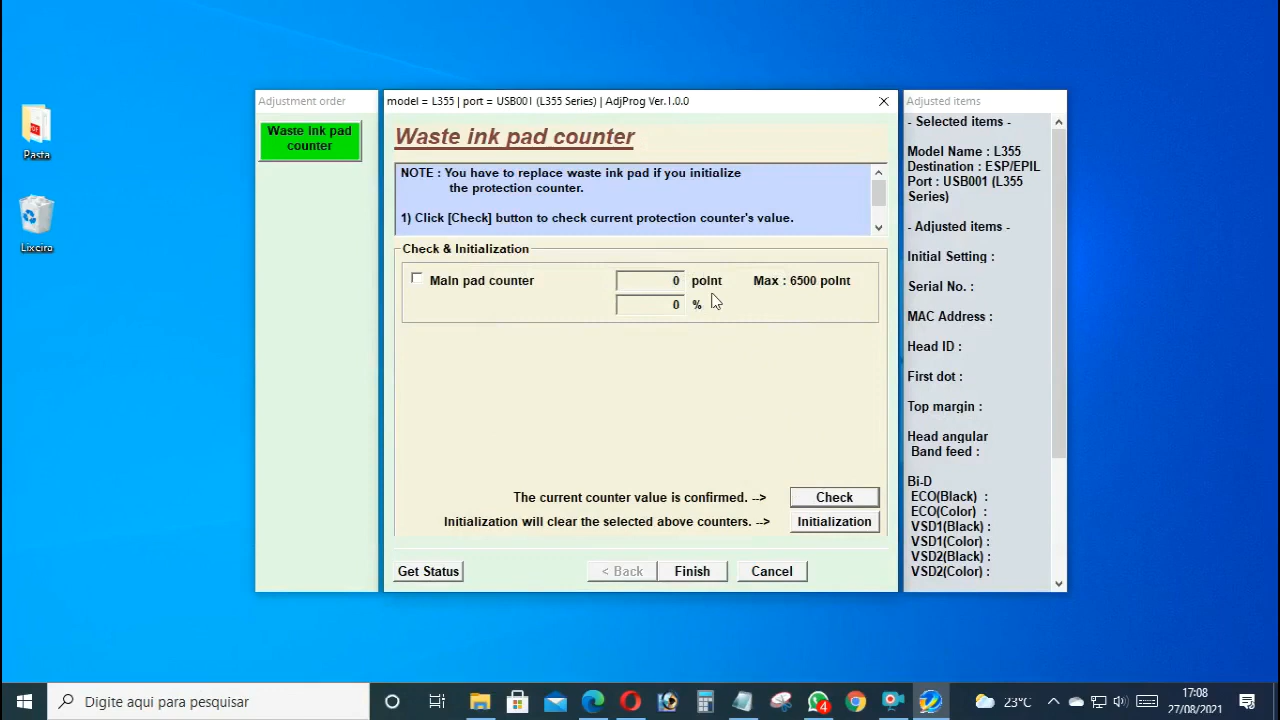 Pasta
Lixeira
Adjustment order
Waste ink pad
counter
model = L355 | port = USB001 (L355 Series) | AdjProg Ver.1.0.0
Waste ink pad counter
NOTE : You have to replace waste ink pad if you initialize
the protection counter.
1) Click [Check] button to check current protection counter's value.
Check & Initialization
Main pad counter
0 point
Max : 6500 point
0 %
The current counter value is confirmed. -->
Check
Initialization will clear the selected above counters. -->
Initialization
Get Status
< Back
Finish
Cancel
Adjusted items
- Selected items -
Model Name : L355
Destination : ESP/EPIL
Port : USB001 (L355
Series)
- Adjusted items -
Initial Setting :
Serial No. :
MAC Address :
Head ID :
First dot :
Top margin :
Head angular
Band feed :
Bi-D
ECO(Black) :
ECO(Color) :
VSD1(Black) :
VSD1(Color) :
VSD2(Black) :
VSD2(Color) :
Digite aqui para pesquisar
4
23°C
17:08
27/08/2021